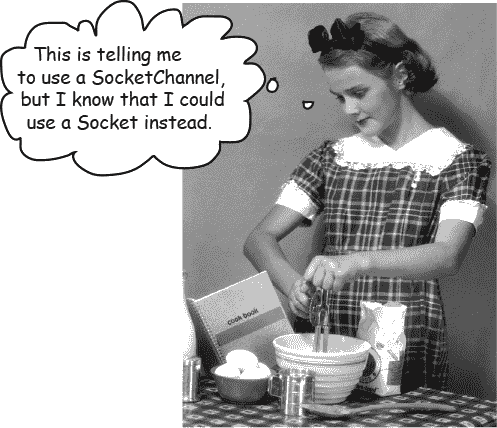 This is telling me
to use a SocketChannel,
but I know that I could
use a Socket instead.
cook book